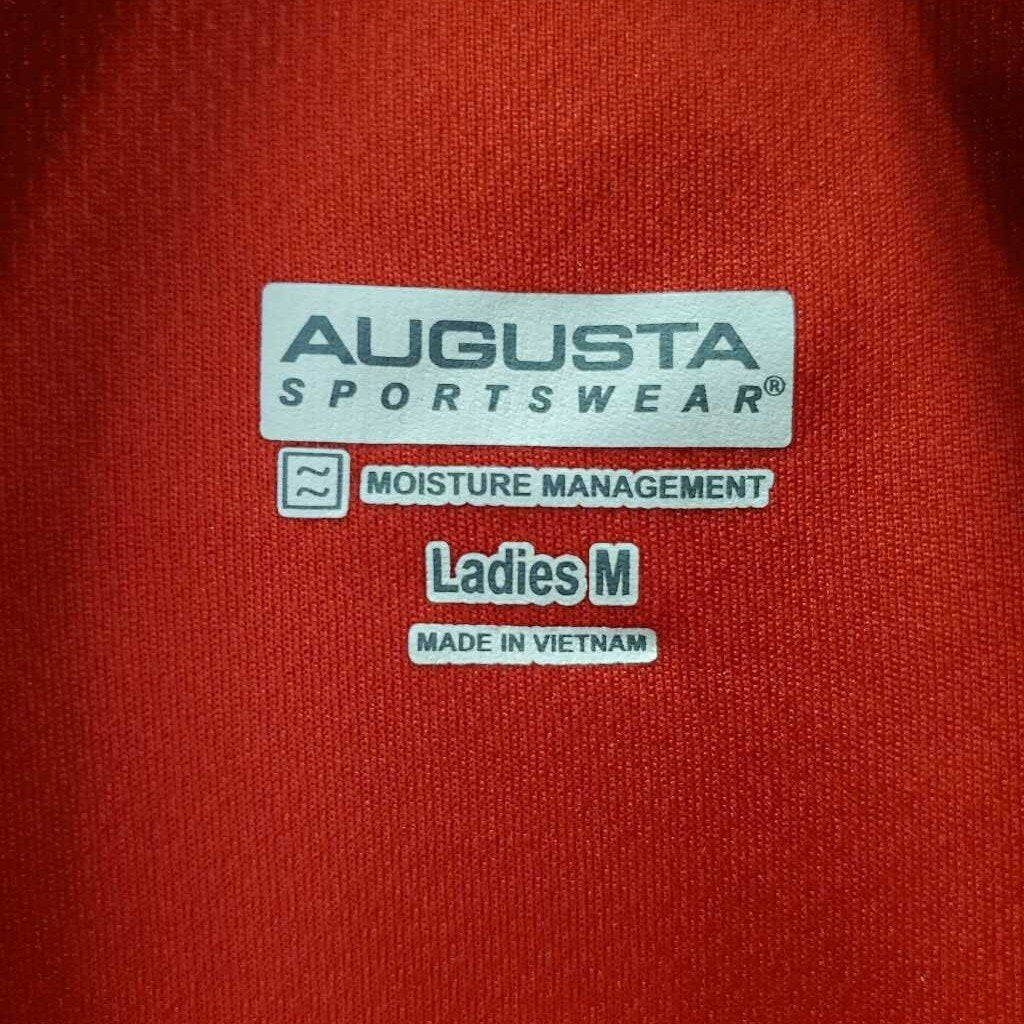 AUGUSTA
SPORTSWEAR®
MOISTURE MANAGEMENT
Ladies M
MADE IN VIETNAM